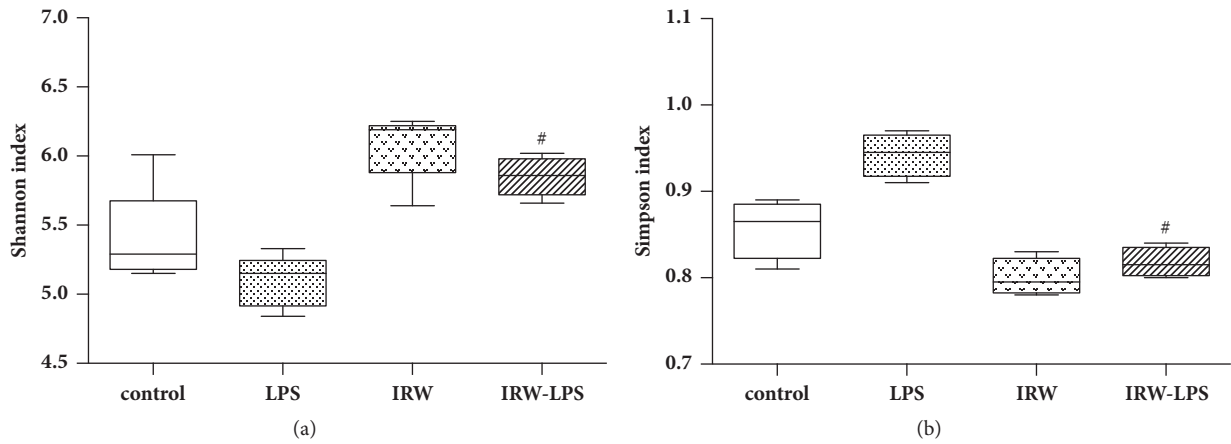 Shannon index
7.0
6.5
6.0
5.5
5.0
4.5
#
control LPS IRW IRW-LPS
(a)
Simpson index
1.1
1.0
0.9
0.8
0.7
#
control LPS IRW IRW-LPS
(b)